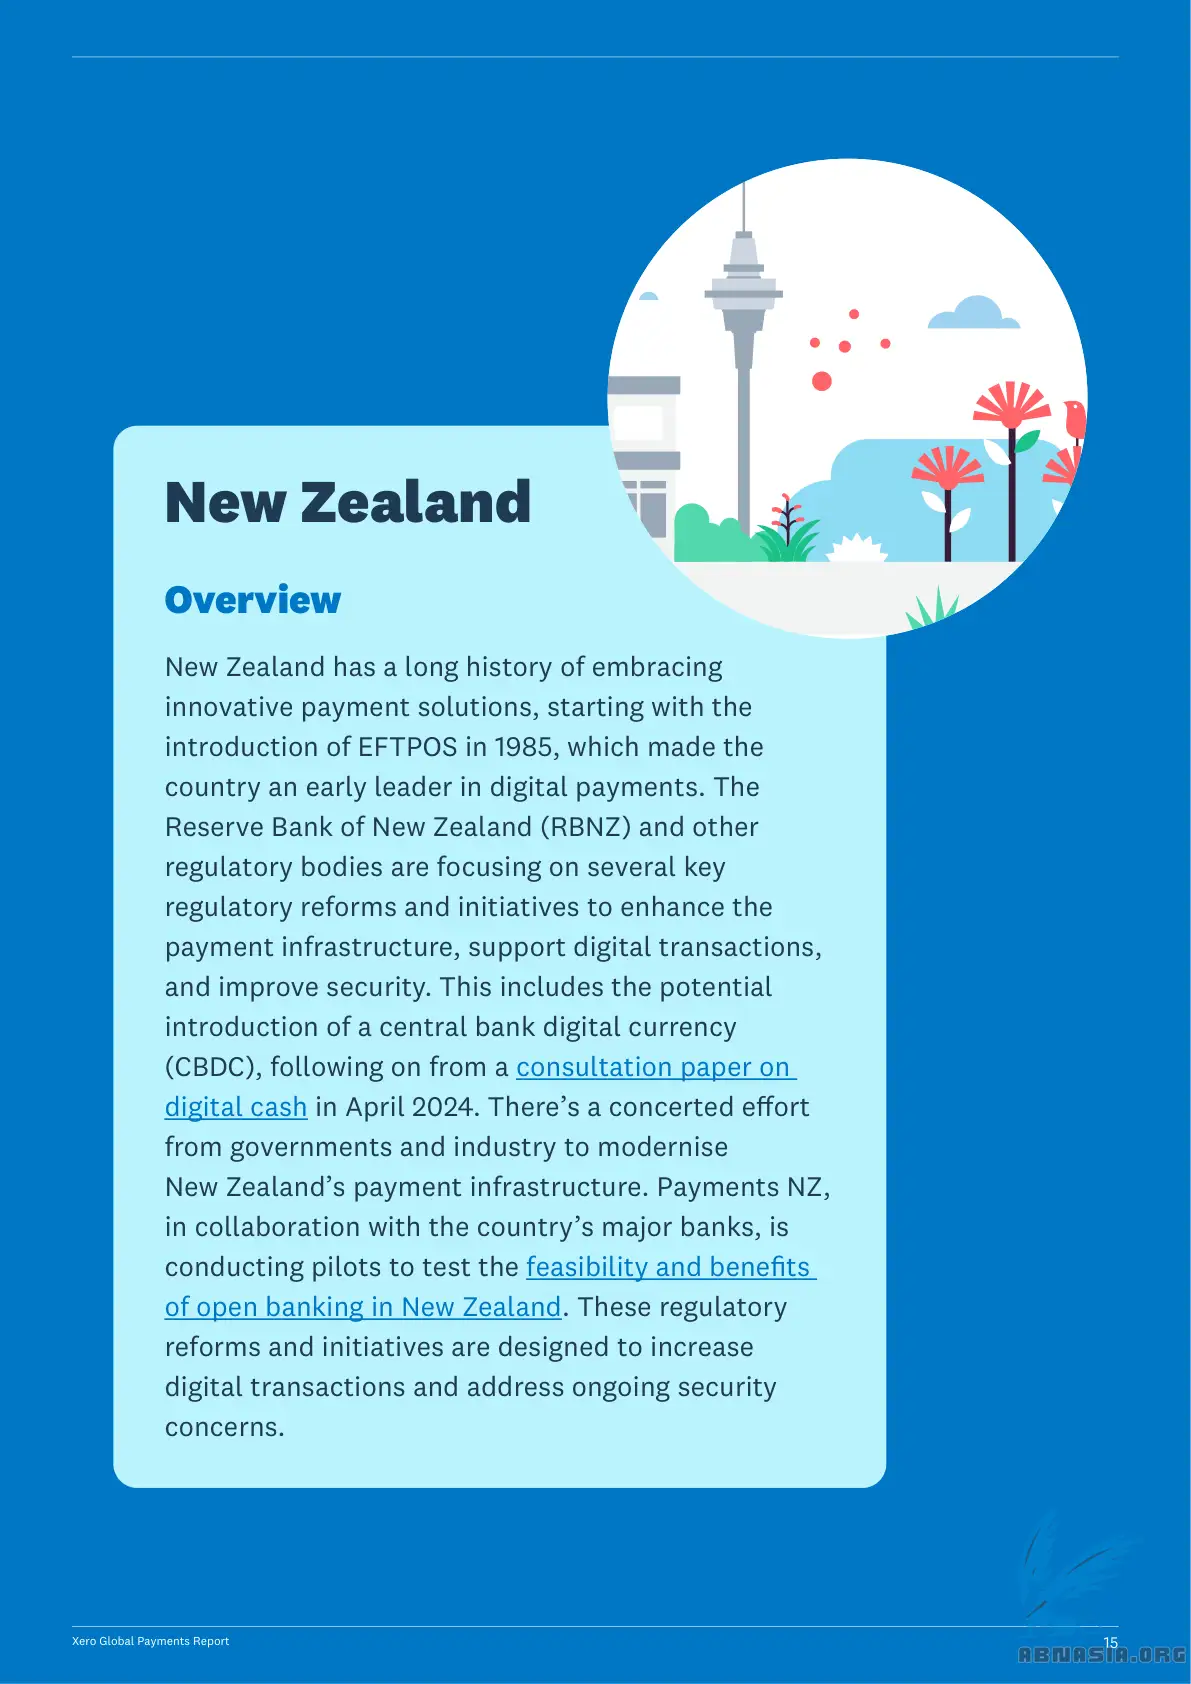 New Zealand
Overview
New Zealand has a long history of embracing
innovative payment solutions, starting with the
introduction of EFTPOS in 1985, which made the
country an early leader in digital payments. The
Reserve Bank of New Zealand (RBNZ) and other
regulatory bodies are focusing on several key
regulatory reforms and initiatives to enhance the
payment infrastructure, support digital transactions,
and improve security. This includes the potential
introduction of a central bank digital currency
(CBDC), following on from a consultation paper on
digital cash in April 2024. There’s a concerted effort
from governments and industry to modernise
New Zealand’s payment infrastructure. Payments NZ,
in collaboration with the country’s major banks, is
conducting pilots to test the feasibility and benefits
of open banking in New Zealand. These regulatory
reforms and initiatives are designed to increase
digital transactions and address ongoing security
concerns.
Xero Global Payments Report
15
ABNASIA.ORG